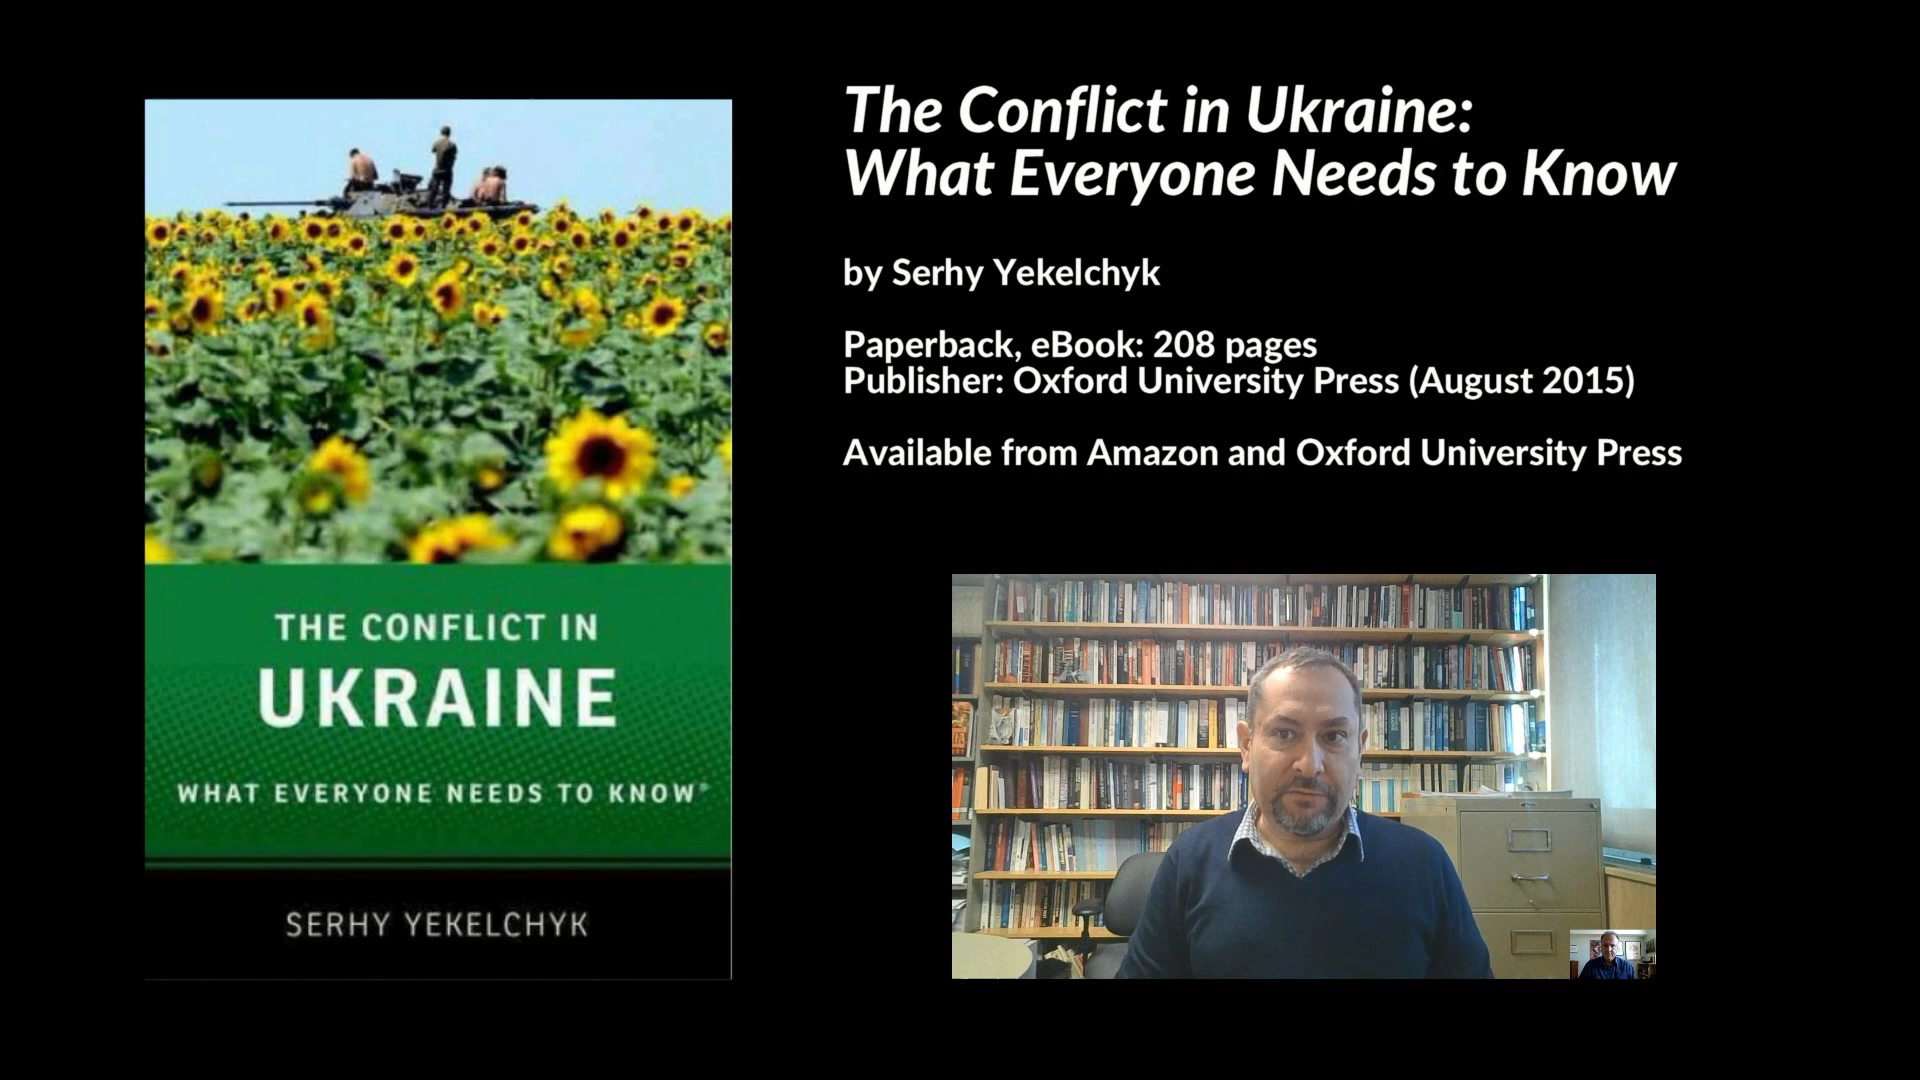 The Conflict in Ukraine:
What Everyone Needs to Know
by Serhy Yekelchyk
Paperback, eBook: 208 pages
Publisher: Oxford University Press (August 2015)
Available from Amazon and Oxford University Press
THE CONFLICT IN
UKRAINE
WHAT EVERYONE NEEDS TO KNOW®
SERHY YEKELCHYK